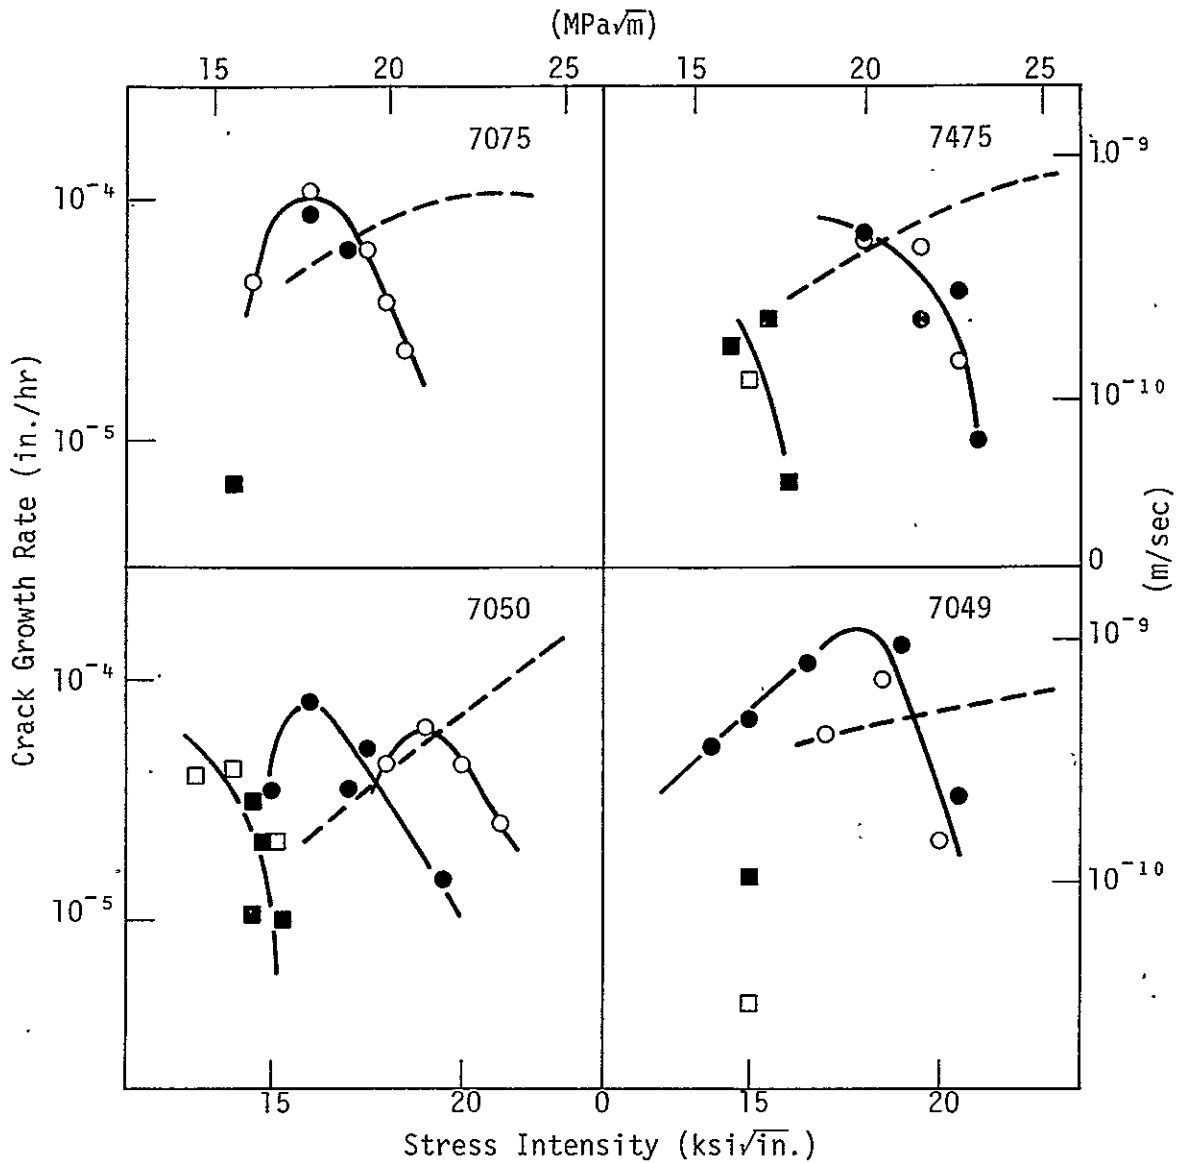 (MPa√m)
15 20 25 15 20 25
7075 7475
10⁻⁴
10⁻⁹
10⁻⁵
10⁻¹⁰
0
7050 7049
10⁻⁴
10⁻⁹
10⁻⁵
10⁻¹⁰
Crack Growth Rate (in./hr)
(m/sec)
15 20 0 15 20
Stress Intensity (ksi√in.)